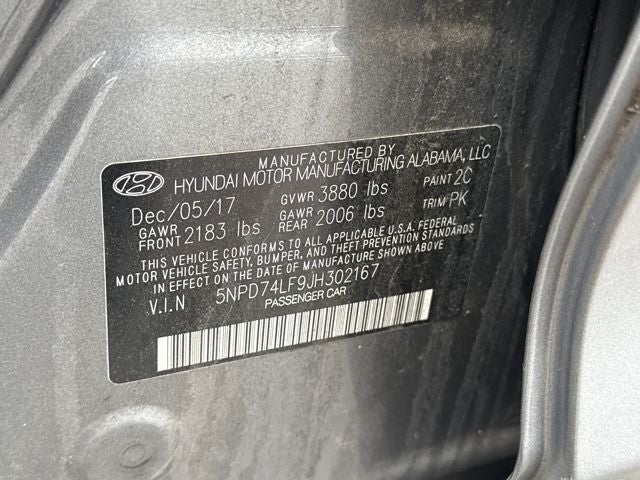 MANUFACTURED BY
HYUNDAI MOTOR MANUFACTURING ALABAMA, LLC
Dec/05/17 GVWR 3880 lbs PAINT 2C
GAWR FRONT 2183 lbs GAWR REAR 2006 lbs TRIM PK
THIS VEHICLE CONFORMS TO ALL APPLICABLE U.S.A. FEDERAL
MOTOR VEHICLE SAFETY, BUMPER, AND THEFT PREVENTION STANDARDS
IN EFFECT ON THE DATE OF MANUFACTURE SHOWN ABOVE
V.I.N 5NPD74LF9JH302167
PASSENGER CAR